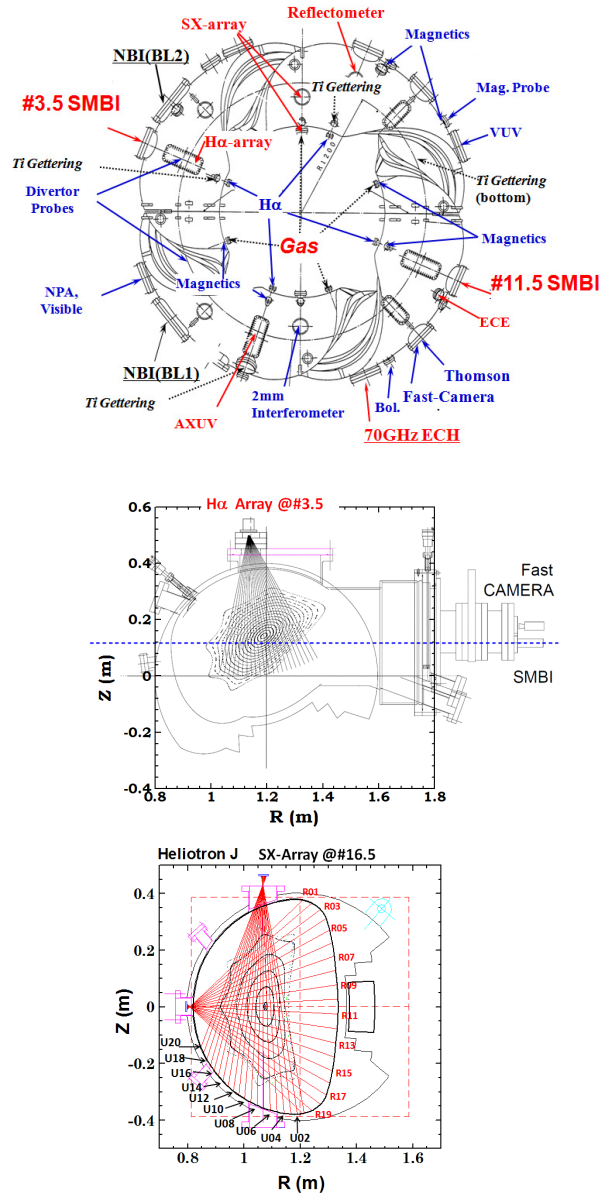 Reflectometer
SX-array
Magnetics
NBI(BL2)
Ti Gettering
Mag. Probe
#3.5 SMBI
VUV
Hα-array
R1200
Ti Gettering
Ti Gettering
(bottom)
Divertor
Probes
Hα
Gas
Magnetics
NPA,
Visible
Magnetics
#11.5 SMBI
ECE
NBI(BL1)
Thomson
Ti Gettering
2mm
Interferometer
Bol.
Fast-Camera
AXUV
70GHz ECH
Hα Array @#3.5
0.6
0.4
0.2
0
-0.2
-0.4
Z (m)
Fast
CAMERA
SMBI
0.8
1
1.2
1.4
1.6
1.8
R (m)
Heliotron J
SX-Array @#16.5
0.4
0.2
0
-0.2
-0.4
Z (m)
R01
R03
R05
R07
R09
R11
R13
R15
R17
R19
U20
U18
U16
U14
U12
U10
U08
U06
U04
U02
0.8
1
1.2
1.4
1.6
1.8
R (m)